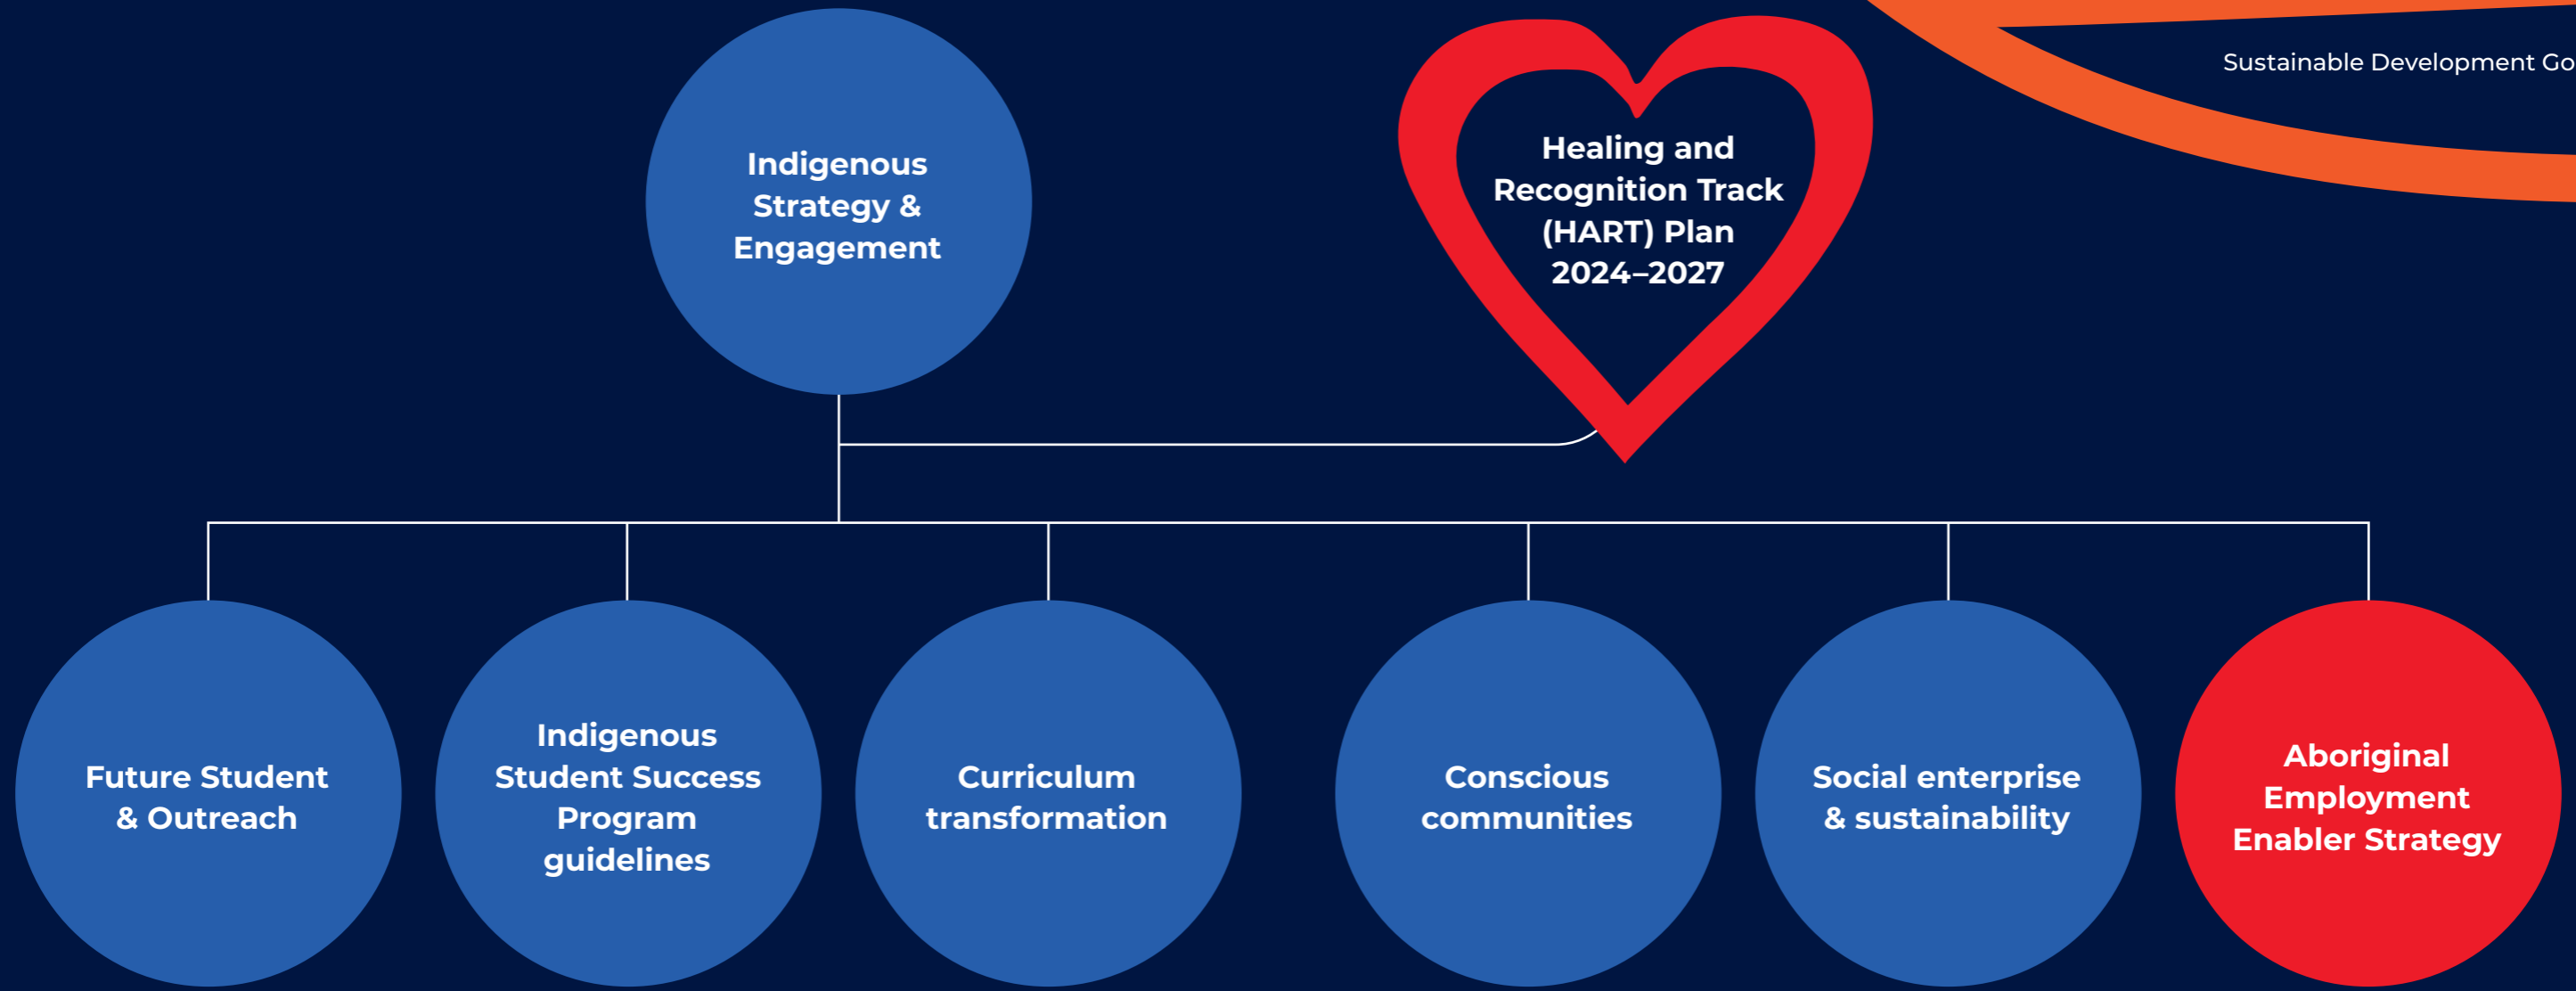 Sustainable Development
Indigenous
Strategy &
Engagement
Healing and
Recognition Track
(HART) Plan
2024–2027
Future Student
& Outreach
Indigenous
Student Success
Program
guidelines
Curriculum
transformation
Conscious
communities
Social enterprise
& sustainability
Aboriginal
Employment
Enabler Strategy